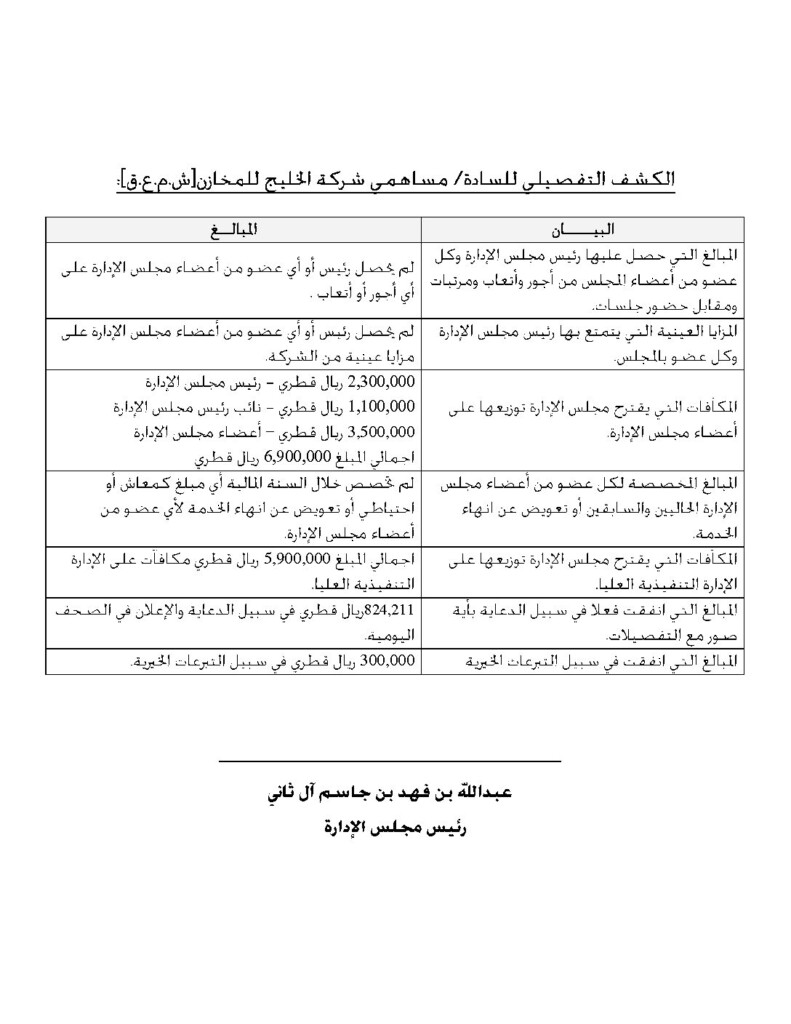 الكشف التفصيلي للسادة/ مساهمي شركة الخليج للمخازن[ش.م.ع.ق]:
البيـــــان
المبالــغ
المبالغ التي حصل عليها رئيس مجلس الإدارة وكل
عضو من أعضاء المجلس من أجور وأتعاب ومرتبات
ومقابل حضور جلسات.
لم يحصل رئيس أو أي عضو من أعضاء مجلس الإدارة على
أي أجور أو أتعاب .
المزايا العينية التي يتمتع بها رئيس مجلس الإدارة
وكل عضو بالمجلس.
لم يحصل رئيس أو أي عضو من أعضاء مجلس الإدارة على
مزايا عينية من الشركة.
المكآفات التي يقترح مجلس الإدارة توزيعها على
أعضاء مجلس الإدارة.
2,300,000 ريال قطري – رئيس مجلس الإدارة
1,100,000 ريال قطري – نائب رئيس مجلس الإدارة
3,500,000 ريال قطري – أعضاء مجلس الإدارة
اجمالي المبلغ 6,900,000 ريال قطري
المبالغ المخصصة لكل عضو من أعضاء مجلس
الإدارة الحاليين والسابقين أو تعويض عن انهاء
الخدمة.
لم تخصص خلال السنة المالية أي مبلغ كمعاش أو
احتياطي أو تعويض عن انهاء الخدمة لأي عضو من
أعضاء مجلس الإدارة.
المكآفات التي يقترح مجلس الإدارة توزيعها على
الإدارة التنفيذية العليا.
اجمالي المبلغ 5,900,000 ريال قطري مكافآت على الإدارة
التنفيذية العليا.
المبالغ التي انفقت فعلا في سبيل الدعاية بأية
صور مع التفصيلات.
824,211ريال قطري في سبيل الدعاية والإعلان في الصحف
اليومية.
المبالغ التي انفقت في سبيل التبرعات الخيرية
300,000 ريال قطري في سبيل التبرعات الخيرية.
عبدالله بن فهد بن جاسم آل ثاني
رئيس مجلس الإدارة